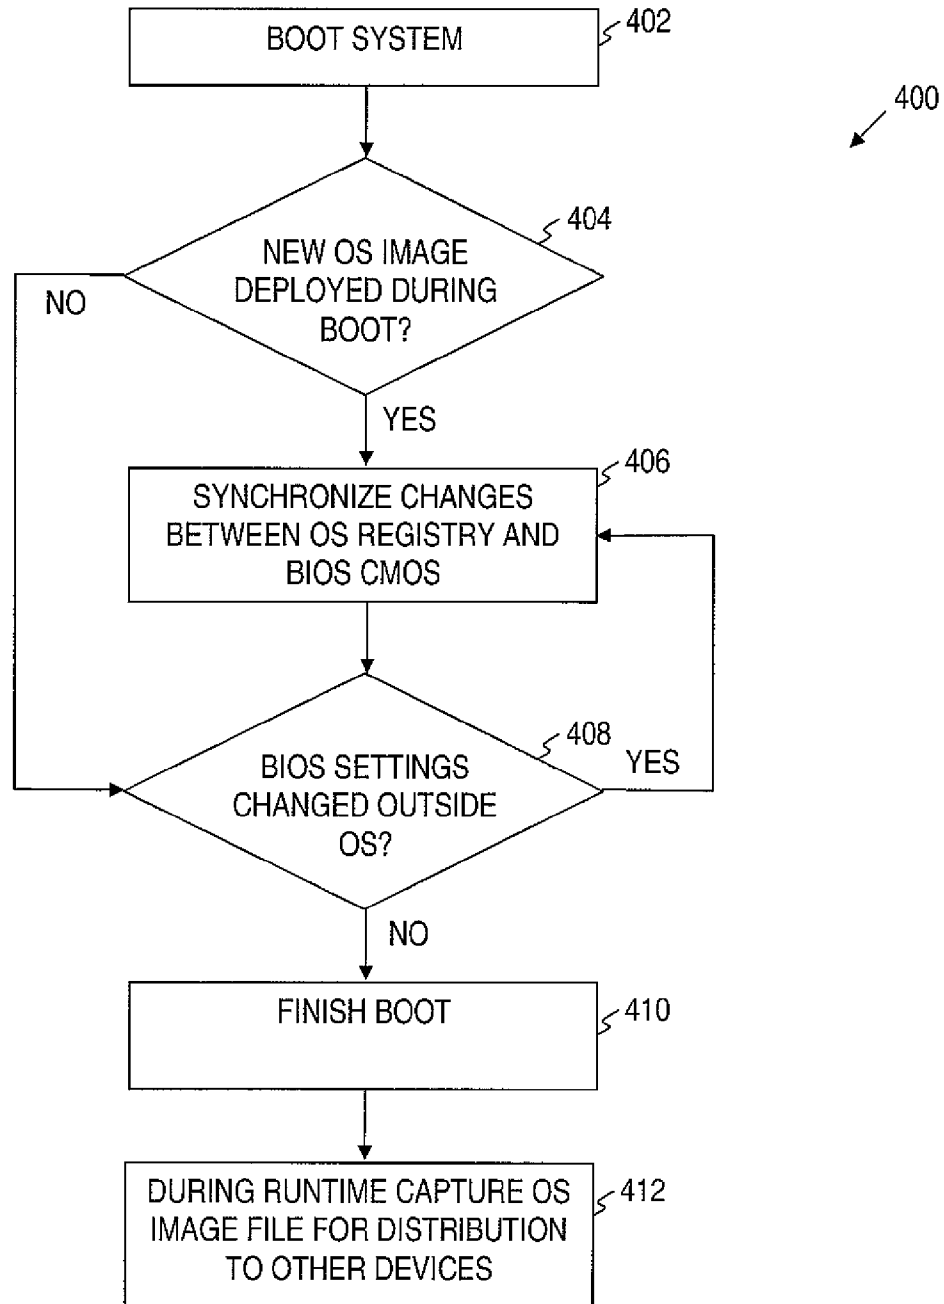 BOOT SYSTEM
402
400
NEW OS IMAGE
DEPLOYED DURING
BOOT?
404
NO
YES
SYNCHRONIZE CHANGES
BETWEEN OS REGISTRY AND
BIOS CMOS
406
BIOS SETTINGS
CHANGED OUTSIDE
OS?
408
YES
NO
FINISH BOOT
410
DURING RUNTIME CAPTURE OS
IMAGE FILE FOR DISTRIBUTION
TO OTHER DEVICES
412